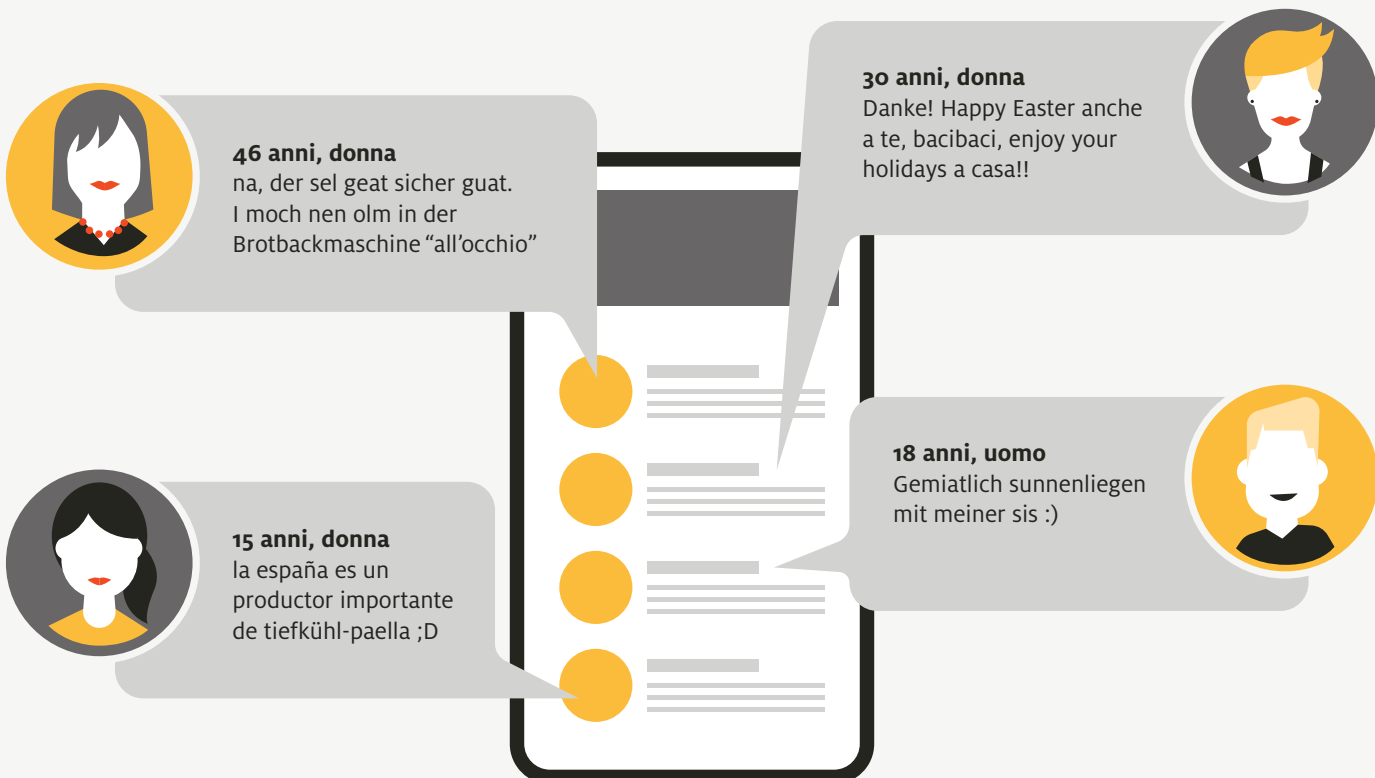 46 anni, donna
na, der sel geat sicher guat.
I moch nen olm in der
Brotbackmaschine “all’occhio”
30 anni, donna
Danke! Happy Easter anche
a te, bacibaci, enjoy your
holidays a casa!!
15 anni, donna
la españa es un
productor importante
de tiefkühl-paella ;D
18 anni, uomo
Gemiatlich sunnenliegen
mit meiner sis :)